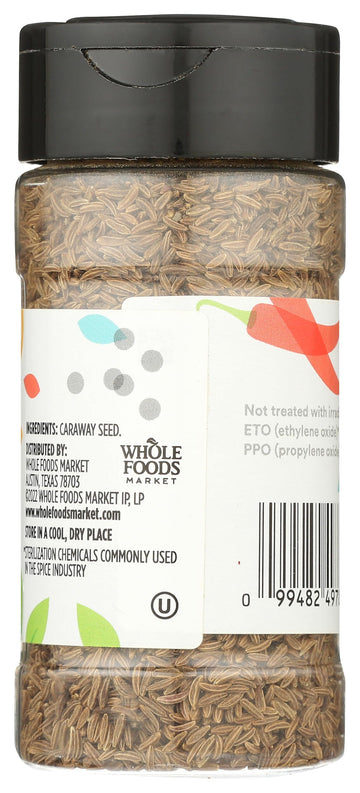 INGREDIENTS: CARAWAY SEED.
DISTRIBUTED BY:
WHOLE FOODS MARKET
AUSTIN, TEXAS 78703
©2022 WHOLE FOODS MARKET IP, LP
www.wholefoodsmarket.com
STORE IN A COOL, DRY PLACE
*STERILIZATION CHEMICALS COMMONLY USED
IN THE SPICE INDUSTRY
WHOLE
FOODS
MARKET
U
Not treated with
ETO (ethylene oxide)*
PPO (propylene oxide
0 99482